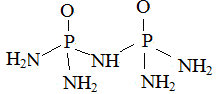 O O
P P
H₂N NH NH₂
NH₂ NH₂